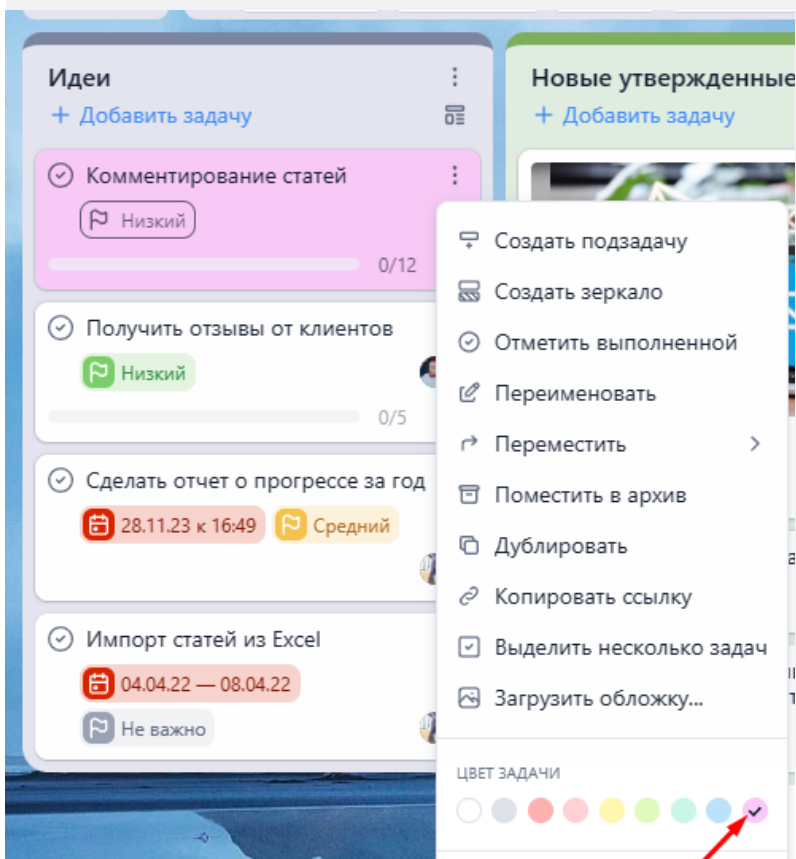 Идеи
+ Добавить задачу
Комментирование статей
Низкий
0/12
Получить отзывы от клиентов
Низкий
0/5
Сделать отчет о прогрессе за год
28.11.23 к 16:49
Средний
Импорт статей из Excel
04.04.22 — 08.04.22
Не важно
Новые утвержденные
+ Добавить задачу
Создать подзадачу
Создать зеркало
Отметить выполненной
Переименовать
Переместить
Поместить в архив
Дублировать
Копировать ссылку
Выделить несколько задач
Загрузить обложку...
ЦВЕТ ЗАДАЧИ